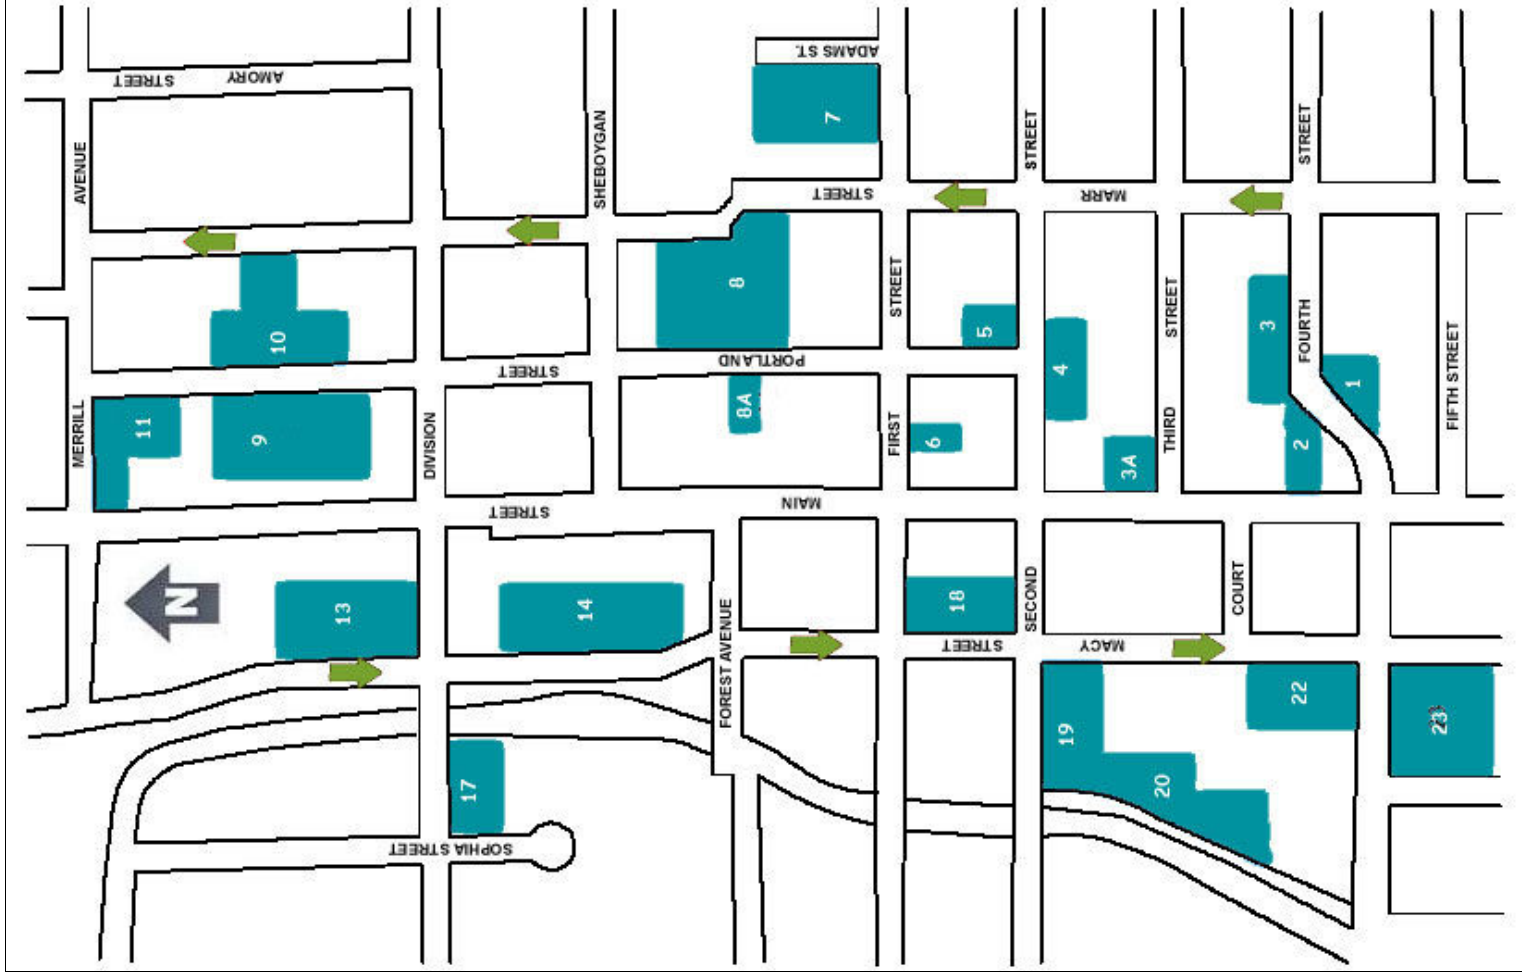 ADAMS ST.
STREET AMORY
7
AVENUE
SHEBOYGAN
STREET
STREET
STREET
MARR
8
STREET
STREET
5
3
FOURTH
10
PORTLAND
STREET
4
1
FIFTH STREET
11
9
MERRILL
DIVISION
8A
FIRST
6
3A
THIRD
2
MAIN
STREET
N
13
14
FOREST AVENUE
18
SECOND
COURT
STREET
MACY
19
22
23
17
20
SOPHIA STREET